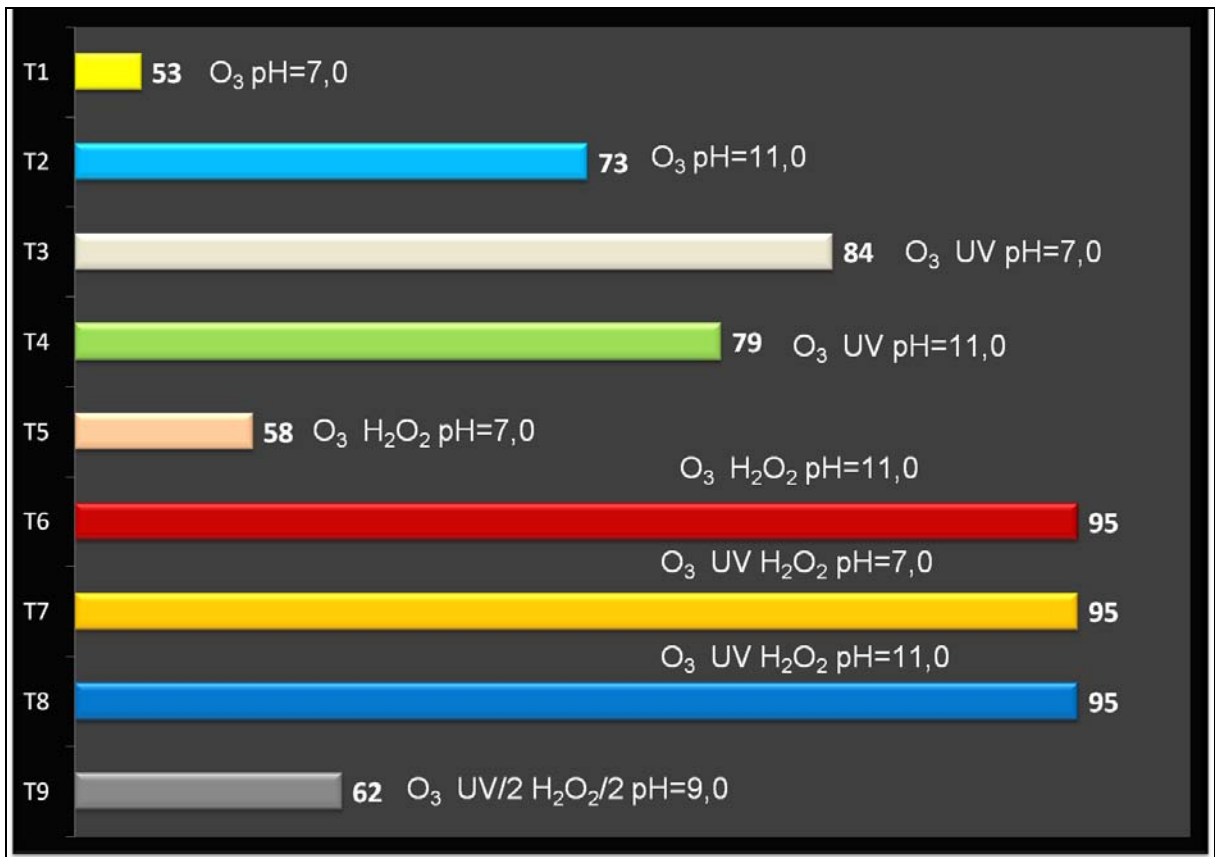 T1 53 O₃ pH=7,0
T2 73 O₃ pH=11,0
T3 84 O₃ UV pH=7,0
T4 79 O₃ UV pH=11,0
T5 58 O₃ H₂O₂ pH=7,0
O₃ H₂O₂ pH=11,0
T6 95
O₃ UV H₂O₂ pH=7,0
T7 95
O₃ UV H₂O₂ pH=11,0
T8 95
T9 62 O₃ UV/2 H₂O₂/2 pH=9,0